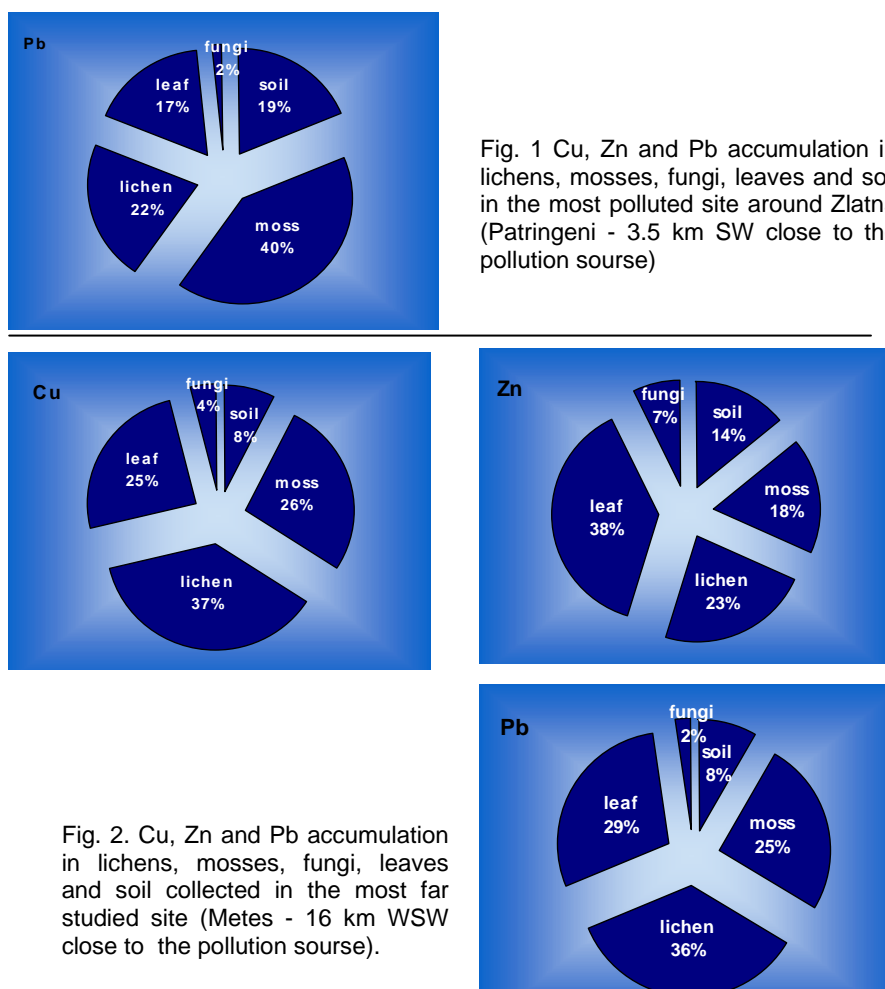 Pb
fungi
2%
soil
19%
leaf
17%
lichen
22%
moss
40%
Fig. 1 Cu, Zn and Pb accumulation
lichens, mosses, fungi, leaves and
in the most polluted site around
(Patringeni - 3.5 km SW close to
pollution sourse)
Cu
fungi
4%
soil
8%
leaf
25%
moss
26%
lichen
37%
Zn
fungi
7%
soil
14%
moss
18%
leaf
38%
lichen
23%
Pb
fungi
2%
soil
8%
leaf
29%
moss
25%
lichen
36%
Fig. 2. Cu, Zn and Pb accumulation
in lichens, mosses, fungi, leaves
and soil collected in the most far
studied site (Metes - 16 km WSW
close to the pollution sourse).